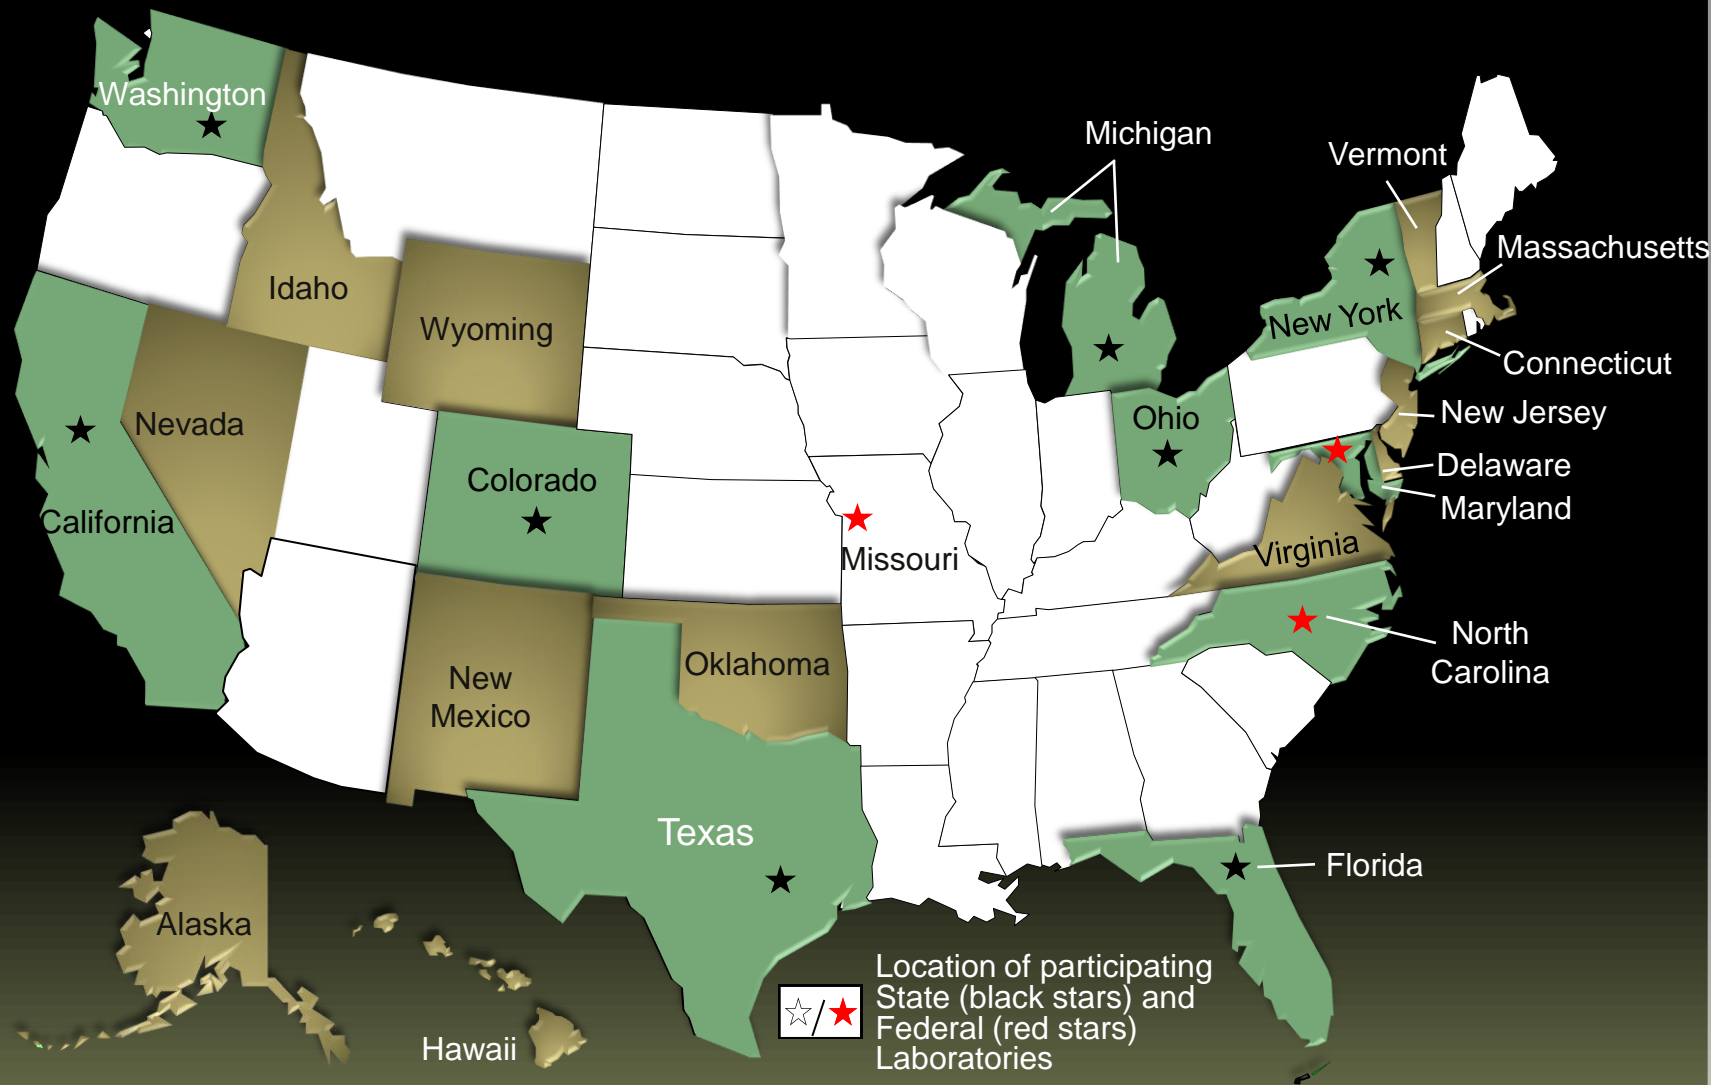 Washington
Michigan
Vermont
Massachusetts
Idaho
Wyoming
New York
Connecticut
Nevada
Ohio
New Jersey
Colorado
Delaware
California
Maryland
Missouri
Virginia
North
Carolina
Oklahoma
New
Mexico
Texas
Florida
Alaska
Hawaii
/
Location of participating
State (black stars) and
Federal (red stars)
Laboratories